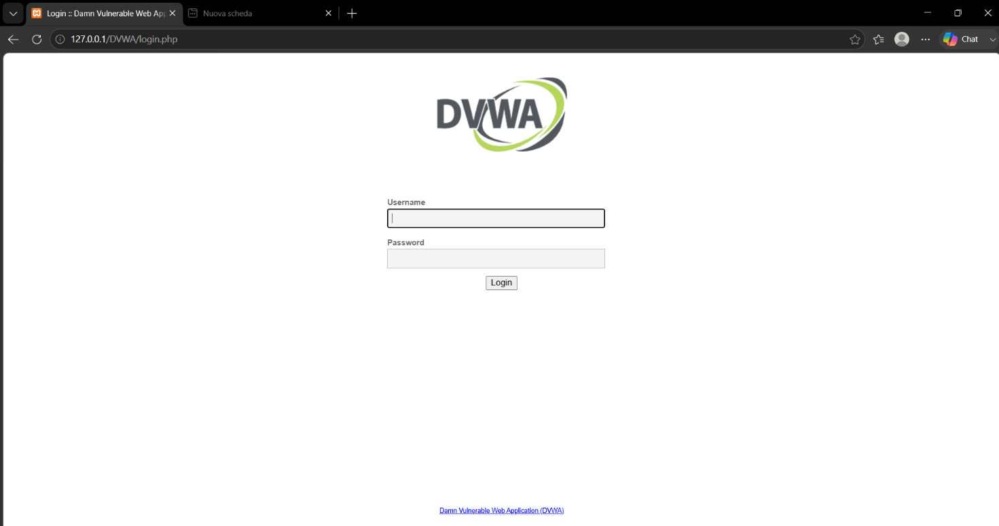 Login :: Damn Vulnerable Web Ap
Nuova scheda
127.0.0.1/DVWA/login.php
Chat
DVWA
Username
Password
Login
Damn Vulnerable Web Application (DVWA)